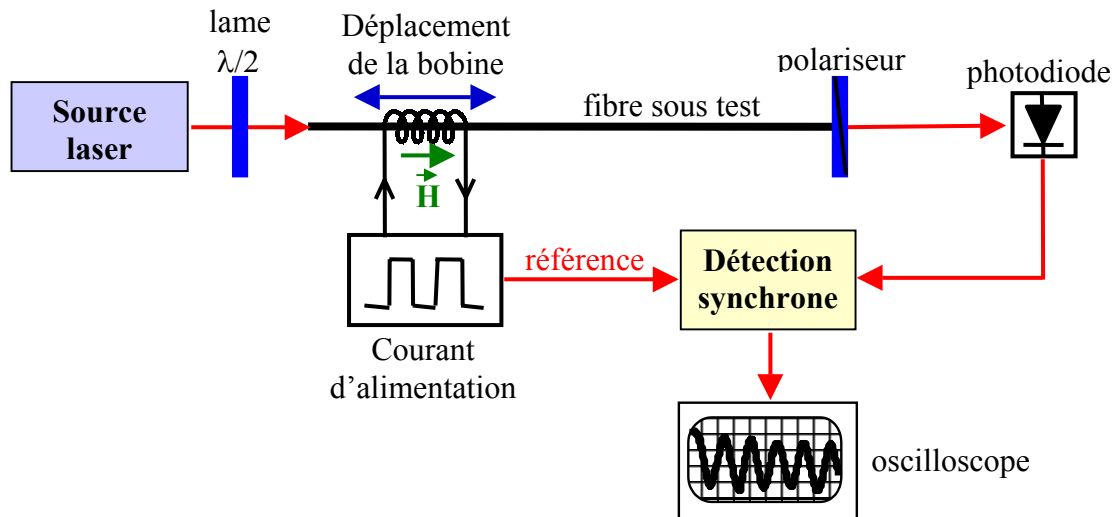 lame
λ/2
Déplacement
de la bobine
polariseur
photodiode
Source
laser
fibre sous test
H
référence
Détection
synchrone
Courant
d’alimentation
oscilloscope